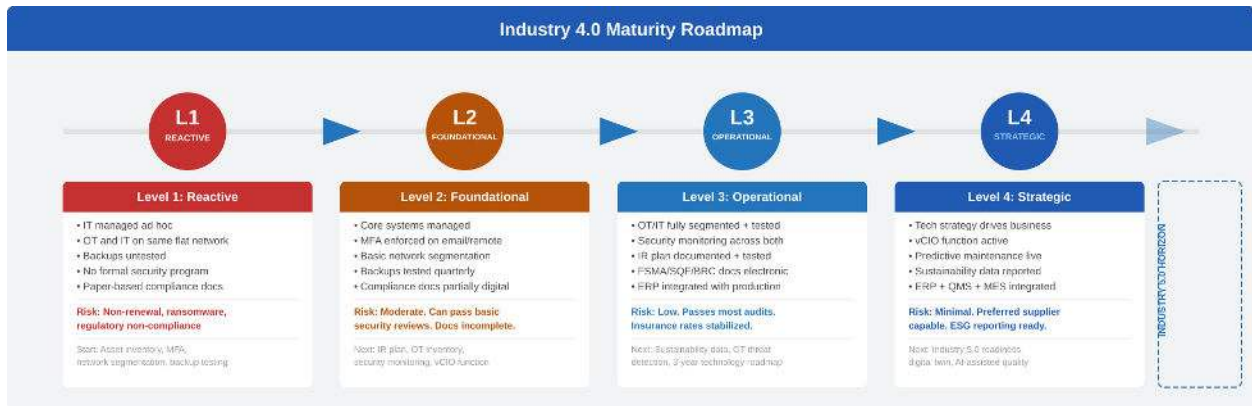 Industry 4.0 Maturity Roadmap
L1
REACTIVE
L2
FOUNDATIONAL
L3
OPERATIONAL
L4
STRATEGIC
Level 1: Reactive
• IT managed ad hoc
• OT and IT on same flat network
• Backups untested
• No formal security program
• Paper-based compliance docs
Risk: Non-renewal, ransomware,
regulatory non-compliance
Start: Asset inventory, MFA,
network segmentation, backup testing
Level 2: Foundational
• Core systems managed
• MFA enforced on email/remote
• Basic network segmentation
• Backups tested quarterly
• Compliance docs partially digital
Risk: Moderate. Can pass basic
security reviews. Docs incomplete.
Next: IR plan, OT inventory,
security monitoring, vCIO function
Level 3: Operational
• OT/IT fully segmented + tested
• Security monitoring across both
• IR plan documented + tested
• FSMA/SQF/BRC docs electronic
• ERP integrated with production
Risk: Low. Passes most audits.
Insurance rates stabilized.
Next: Sustainability data, OT threat
detection, 3-year technology roadmap
Level 4: Strategic
• Tech strategy drives business
• vCIO function active
• Predictive maintenance live
• Sustainability data reported
• ERP + QMS + MES integrated
Risk: Minimal. Preferred supplier
capable. ESG reporting ready.
Next: Industry 5.0 readiness
digital twin, AI-assisted quality
INDUSTRY 5.0 HORIZON